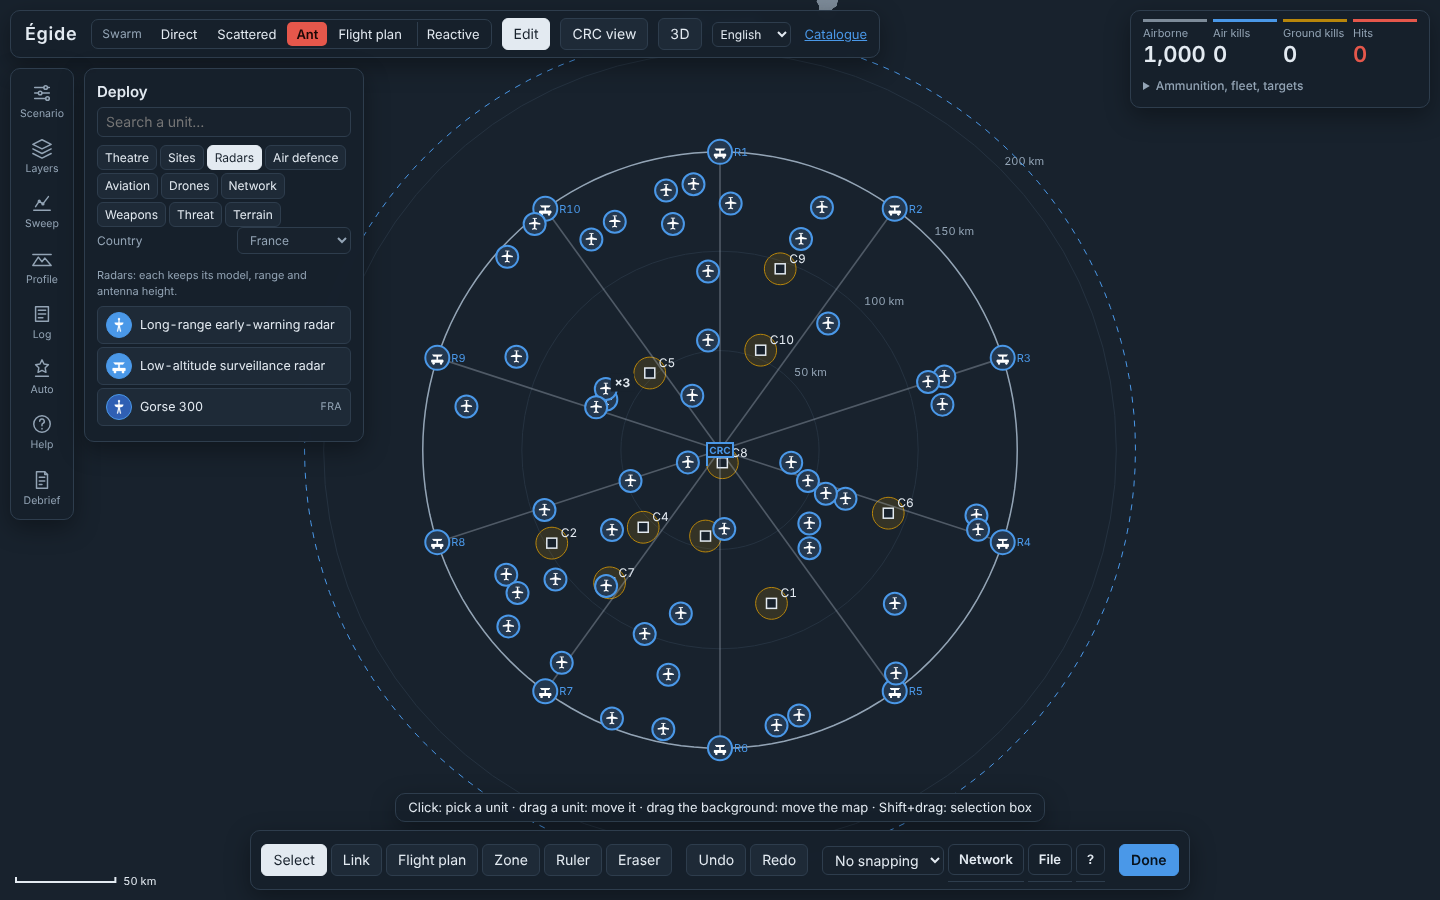 Égide
Swarm Direct Scattered Ant Flight plan Reactive Edit CRC view 3D English Catalogue
Airborne Air kills Ground kills Hits
1,000 0 0 0
Ammunition, fleet, targets
Scenario
Layers
Sweep
Profile
Log
Auto
Help
Debrief
Deploy
Search a unit...
Theatre Sites Radars Air defence
Aviation Drones Network
Weapons Threat Terrain
Country France
Radars: each keeps its model, range and
antenna height.
Long-range early-warning radar
Low-altitude surveillance radar
Gorse 300 FRA
200 km
R1
R10
R2
150 km
C9
100 km
C10
R9
R3
C5
50 km
×3
CRC
C8
C6
C4
C2
R8
R4
C7
C1
R7
R5
R6
Click: pick a unit · drag a unit: move it · drag the background: move the map · Shift+drag: selection box
Select Link Flight plan Zone Ruler Eraser Undo Redo No snapping Network File ? Done
50 km